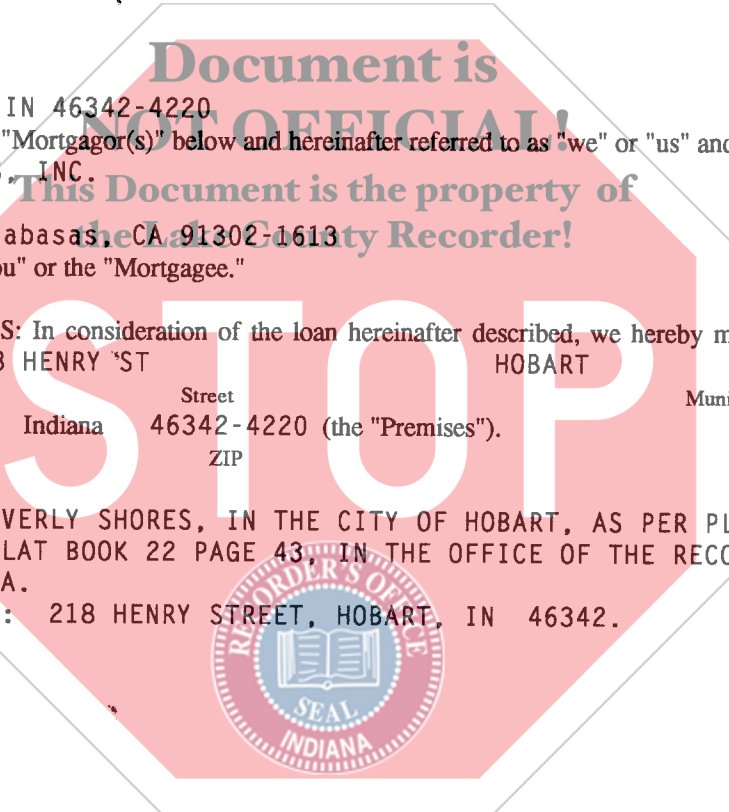 Document is
IN 46342-4220
NOT OFFICIAL!
"Mortgagor(s)" below and hereinafter referred to as "we" or "us" and
, INC.
This Document is the property of
abasas, CA 91302-1613
the Lake County Recorder!
ou" or the "Mortgagee."
S: In consideration of the loan hereinafter described, we hereby m
HENRY ST HOBART
Street Muni
Indiana 46342-4220 (the "Premises").
ZIP
STOP
VERLY SHORES, IN THE CITY OF HOBART, AS PER PL
LAT BOOK 22 PAGE 43, IN THE OFFICE OF THE RECO
A.
: 218 HENRY STREET, HOBART, IN 46342.
RECORDER'S OFFICE
SEAL
INDIANA